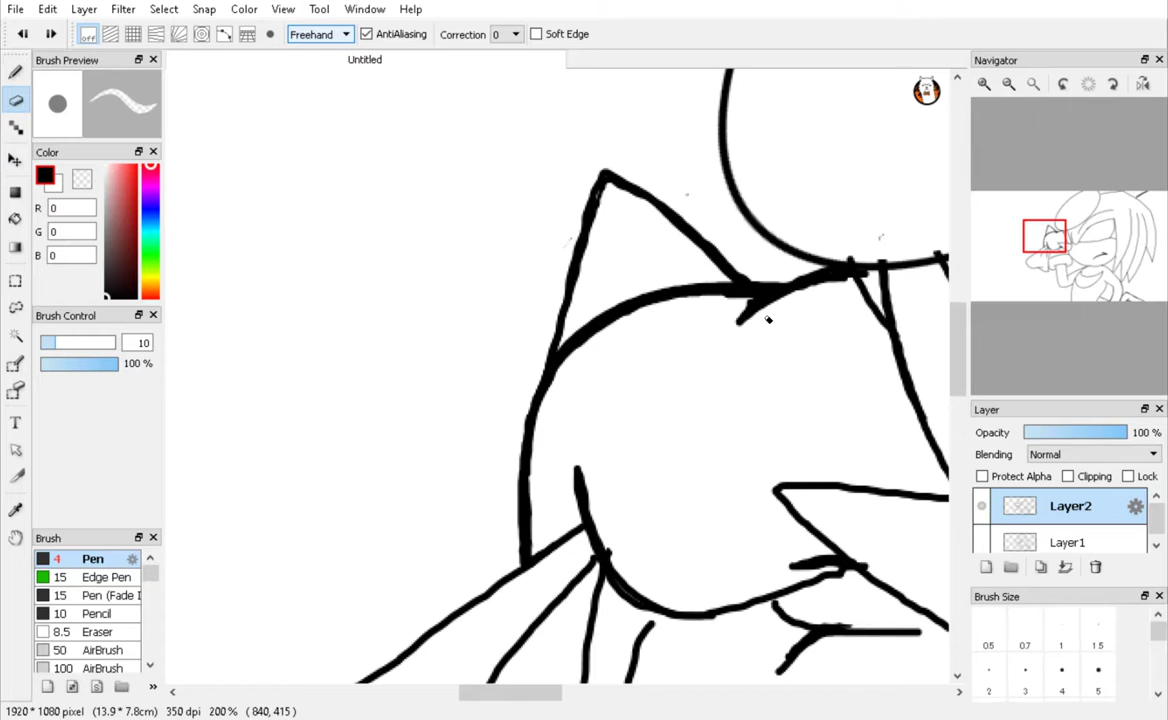 File Edit Layer Filter Select Snap Color View Tool Window Help
off Freehand AntiAliasing Correction 0 Soft Edge
Brush Preview
Untitled
Navigator
Color
R 0
G 0
B 0
Brush Control
10
100 %
Layer
Opacity 100 %
Blending Normal
Protect Alpha Clipping Lock
Layer2
Layer1
Brush
4 Pen
15 Edge Pen
15 Pen (Fade I
10 Pencil
8.5 Eraser
50 AirBrush
100 AirBrush
Brush Size
0.5 0.7 1 1.5
2 3 4 5
1920 * 1080 pixel (13.9 * 7.8cm) 350 dpi 200 % ( 840, 415 )